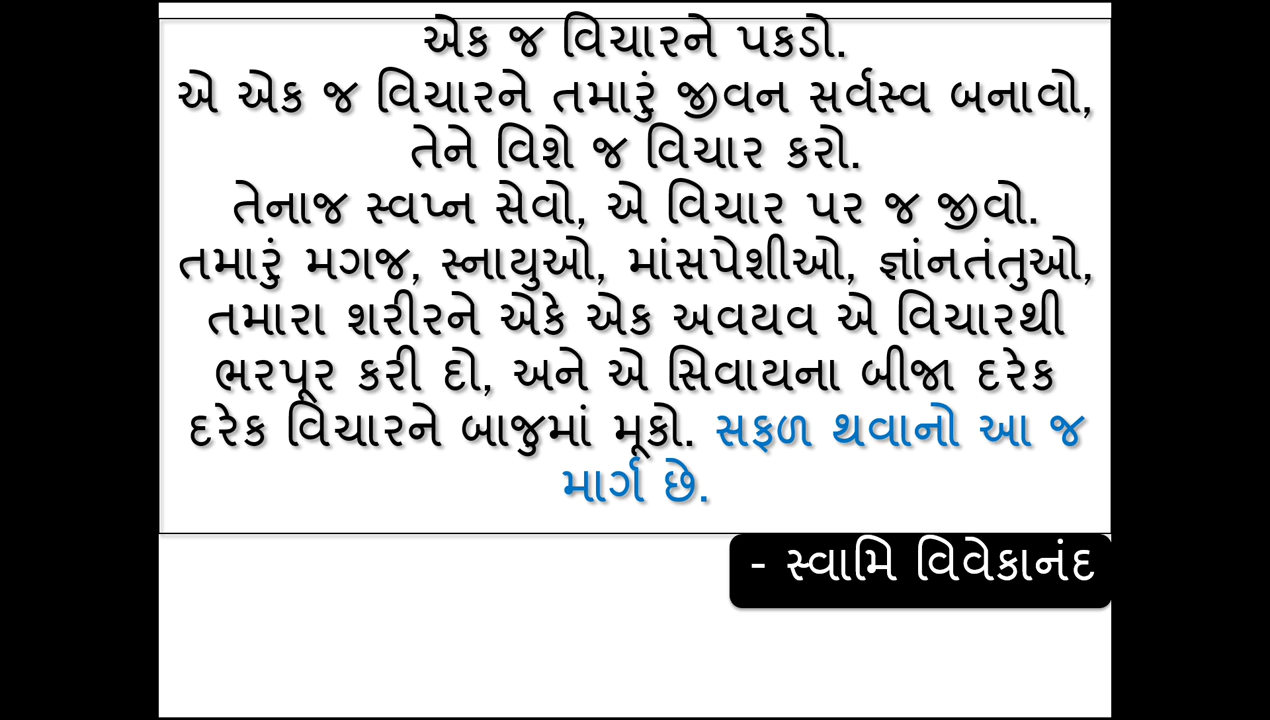 એક જ વિચારને પકડો.
એ એક જ વિચારને તમારું જીવન સર્વસ્વ બનાવો,
તેને વિશે જ વિચાર કરો.
તેનાજ સ્વપ્ન સેવો, એ વિચાર પર જ જીવો.
તમારું મગજ, સ્નાયુઓ, માંસપેશીઓ, જ્ઞાંનતંતુઓ,
તમારા શરીરને એકે એક અવયવ એ વિચારથી
ભરપૂર કરી દો, અને એ સિવાયના બીજા દરેક
દરેક વિચારને બાજુમાં મૂકો. સફળ થવાનો આ જ
માર્ગ છે.
- સ્વામિ વિવેકાનંદ